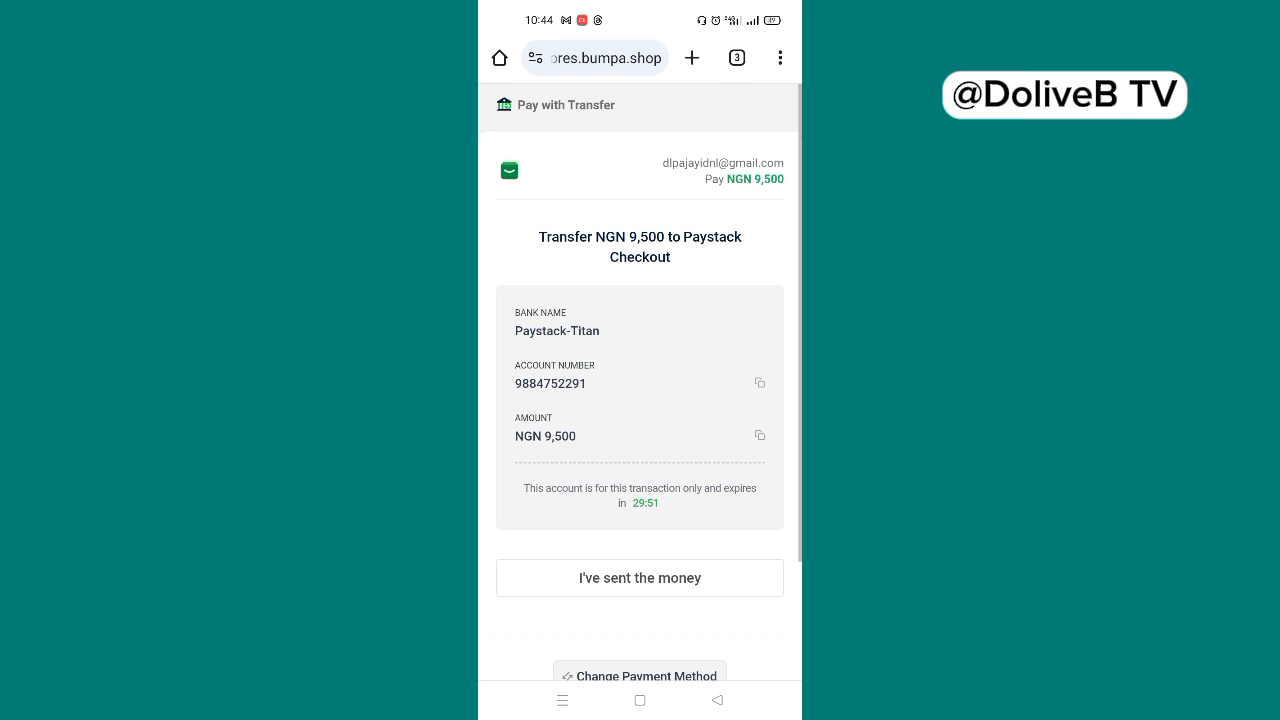 10:44
ores.bumpa.shop
3
@DoliveB TV
Pay with Transfer
dlpajayidnl@gmail.com
Pay NGN 9,500
Transfer NGN 9,500 to Paystack
Checkout
BANK NAME
Paystack-Titan
ACCOUNT NUMBER
9884752291
AMOUNT
NGN 9,500
This account is for this transaction only and expires
in 29:51
I've sent the money
Change Payment Method